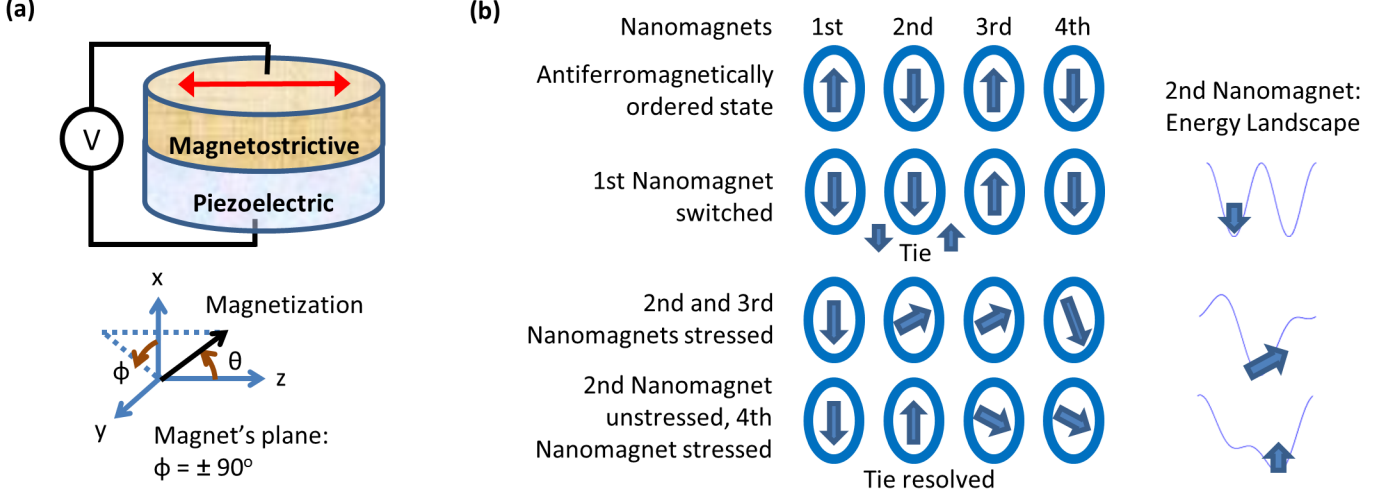 (a)
V
Magnetostrictive
Piezoelectric
x
Magnetization
θ
ϕ
z
y
Magnet's plane:
ϕ = ± 90°
(b)
Nanomagnets 1st 2nd 3rd 4th
Antiferromagnetically
ordered state
2nd Nanomagnet:
Energy Landscape
1st Nanomagnet
switched
Tie
2nd and 3rd
Nanomagnets stressed
2nd Nanomagnet
unstressed, 4th
Nanomagnet stressed
Tie resolved